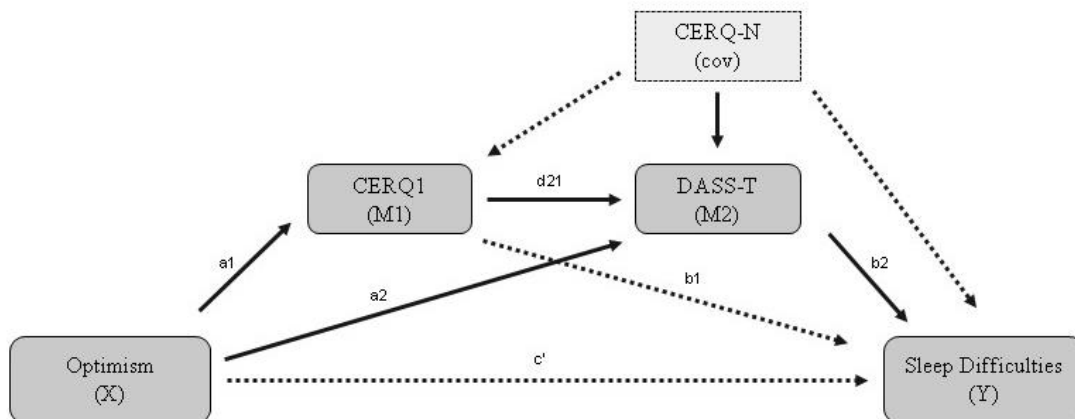 CERQ-N
(cov)
CERQ1
(M1)
d21
DASS-T
(M2)
a1
a2
b1
b2
c'
Optimism
(X)
Sleep Difficulties
(Y)